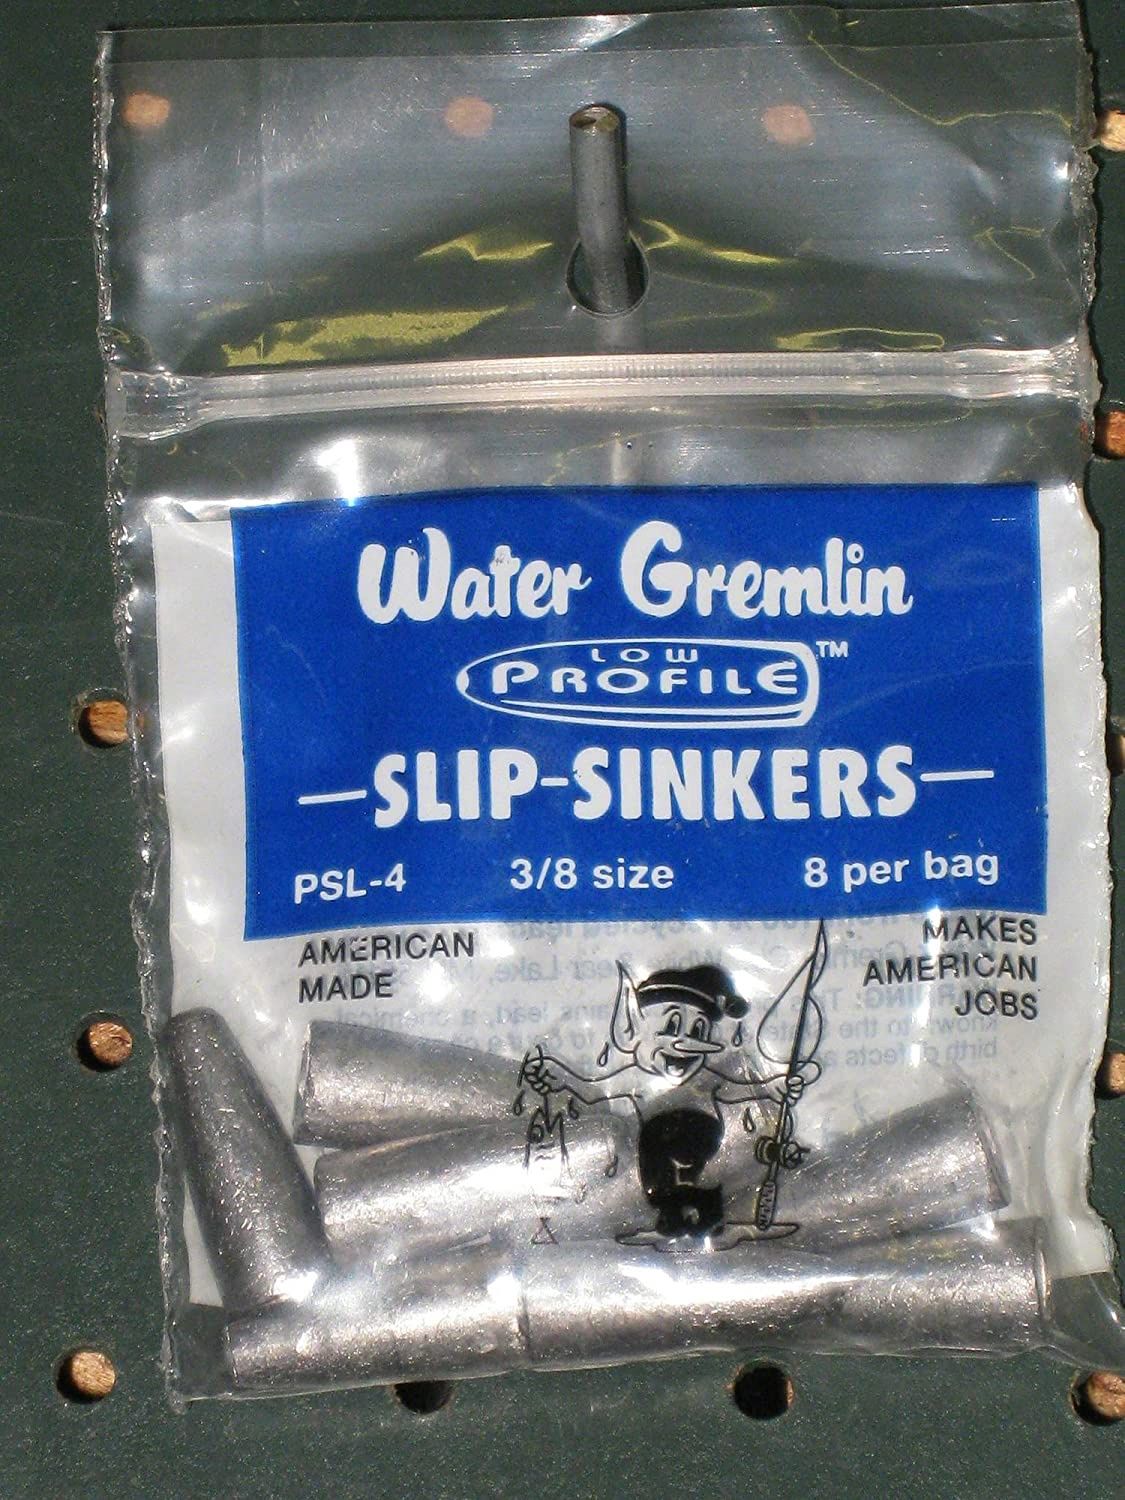 Water Gremlin
LOW
PROFILE™
—SLIP-SINKERS—
PSL-4 3/8 size 8 per bag
AMERICAN
MADE
MAKES
AMERICAN
JOBS